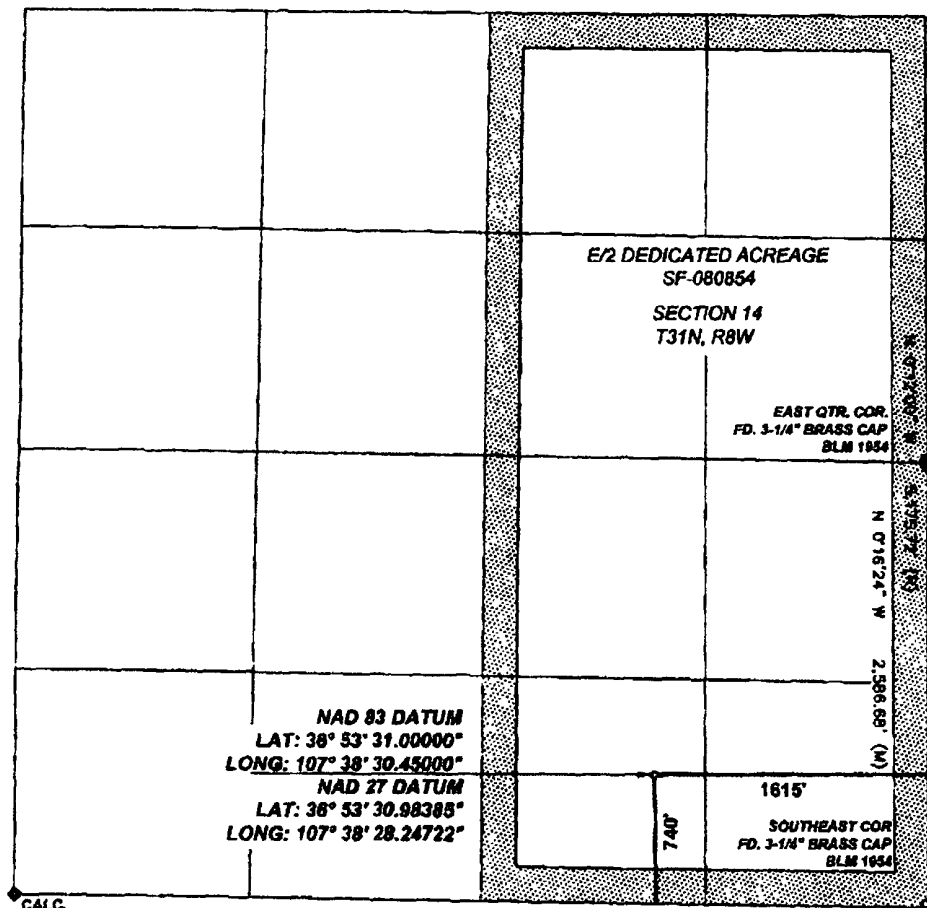 E/2 DEDICATED ACREAGE
SF-080854
SECTION 14
T31N, R8W
EAST QTR. COR.
FD. 3-1/4" BRASS CAP
BLM 1954
N 0°16'24" W 2,586.68' (M)
NAD 83 DATUM
LAT: 36° 53' 31.00000"
LONG: 107° 38' 30.45000"
NAD 27 DATUM
LAT: 36° 53' 30.98385"
LONG: 107° 38' 28.24722"
1615'
740'
SOUTHEAST COR
FD. 3-1/4" BRASS CAP
BLM 1954
CALC.